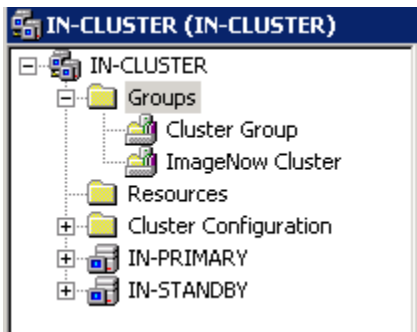 IN-CLUSTER (IN-CLUSTER)
IN-CLUSTER
Groups
Cluster Group
ImageNow Cluster
Resources
Cluster Configuration
IN-PRIMARY
IN-STANDBY